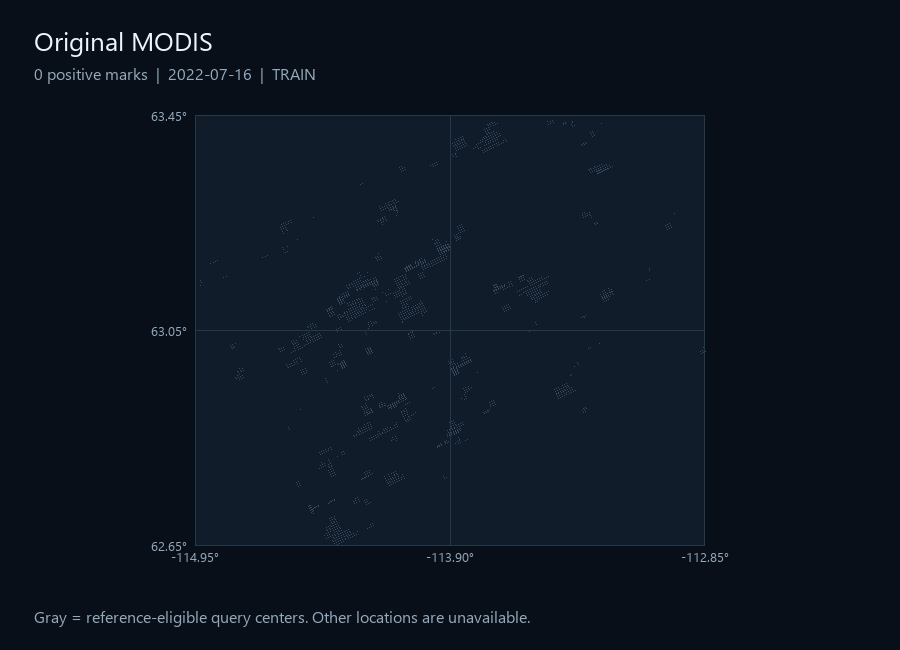 Original MODIS
0 positive marks | 2022-07-16 | TRAIN
63.45°
63.05°
62.65°
-114.95°
-113.90°
-112.85°
Gray = reference-eligible query centers. Other locations are unavailable.